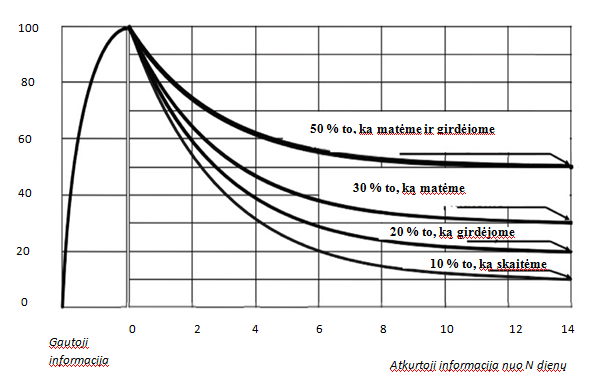 100
80
50 % to, ką matėme ir girdėjome
60
30 % to, ką matėme
40
20 % to, ką girdėjome
20
10 % to, ką skaitėme
0
0 2 4 6 8 10 12 14
Gautoji
informacija
Atkurtoji informacija nuo N dienų